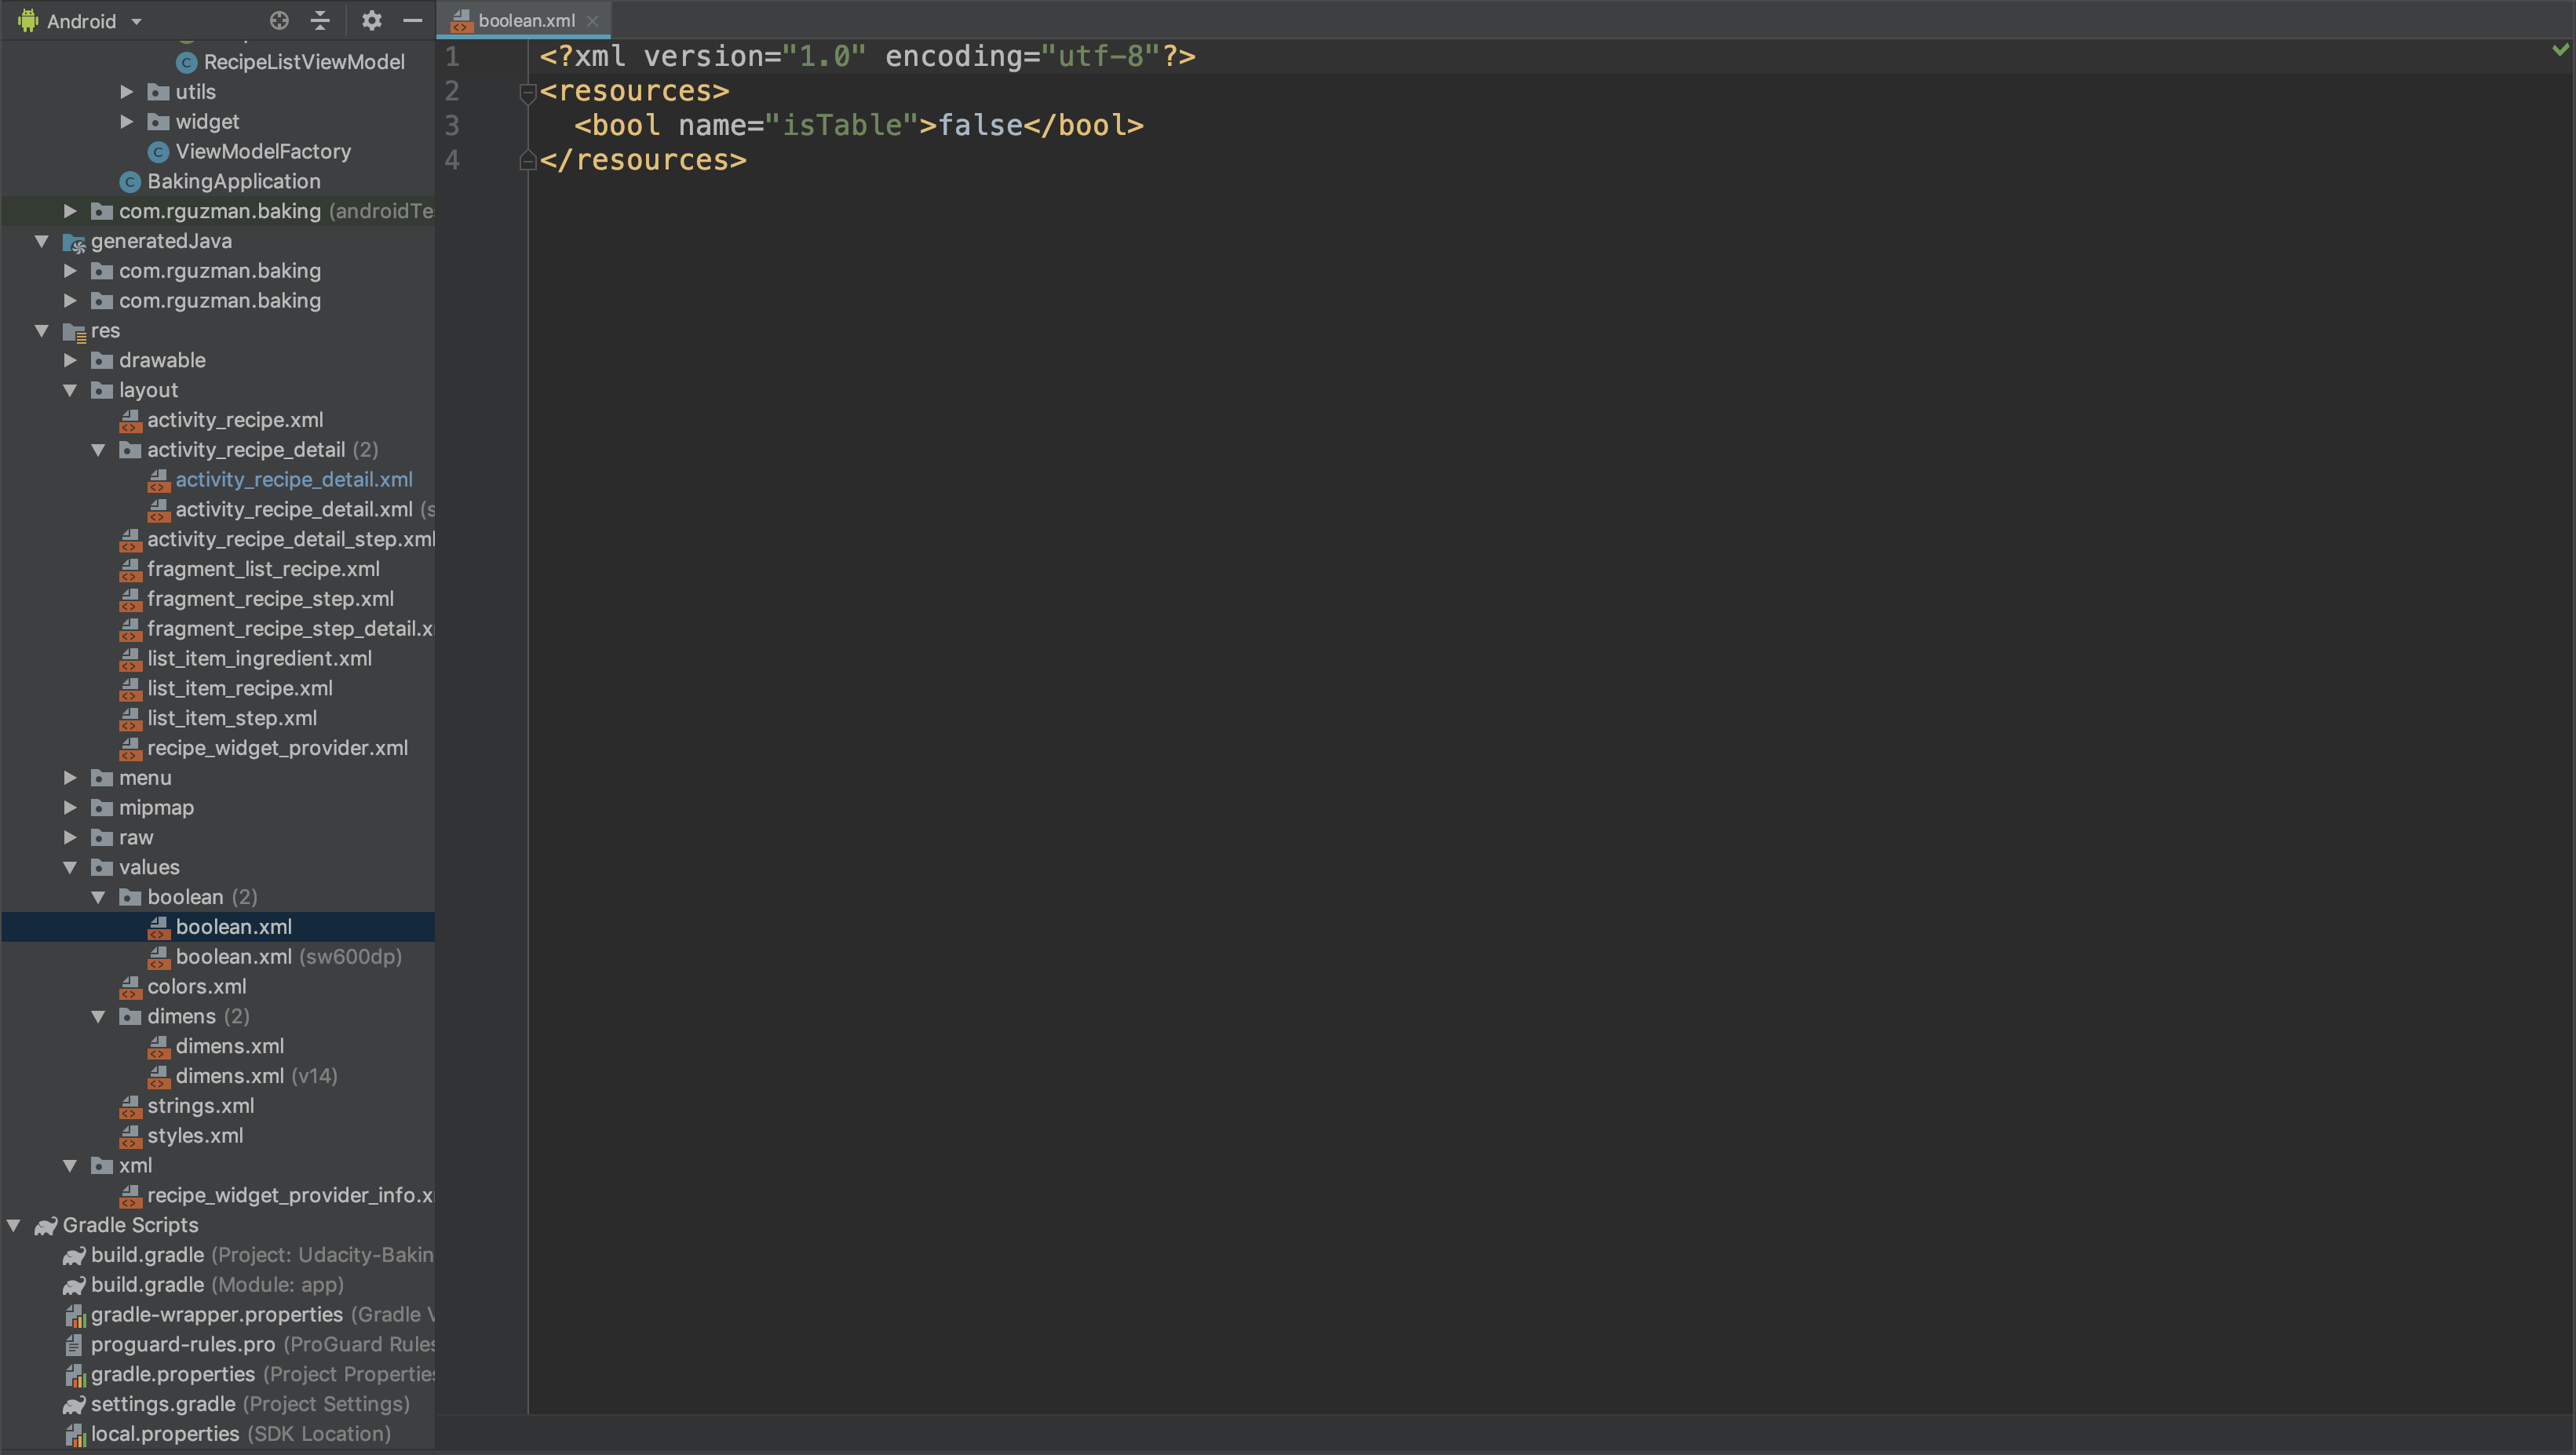 Android
RecipeListViewModel
utils
widget
ViewModelFactory
BakingApplication
com.rguzman.baking (androidTe
generatedJava
com.rguzman.baking
com.rguzman.baking
res
drawable
layout
activity_recipe.xml
activity_recipe_detail (2)
activity_recipe_detail.xml
activity_recipe_detail.xml (s
activity_recipe_detail_step.xml
fragment_list_recipe.xml
fragment_recipe_step.xml
fragment_recipe_step_detail.x
list_item_ingredient.xml
list_item_recipe.xml
list_item_step.xml
recipe_widget_provider.xml
menu
mipmap
raw
values
boolean (2)
boolean.xml
boolean.xml (sw600dp)
colors.xml
dimens (2)
dimens.xml
dimens.xml (v14)
strings.xml
styles.xml
xml
recipe_widget_provider_info.x
Gradle Scripts
build.gradle (Project: Udacity-Bakin
build.gradle (Module: app)
gradle-wrapper.properties (Gradle V
proguard-rules.pro (ProGuard Rules
gradle.properties (Project Properties
settings.gradle (Project Settings)
local.properties (SDK Location)
boolean.xml
1 <?xml version="1.0" encoding="utf-8"?>
2 <resources>
3 <bool name="isTable">false</bool>
4 </resources>